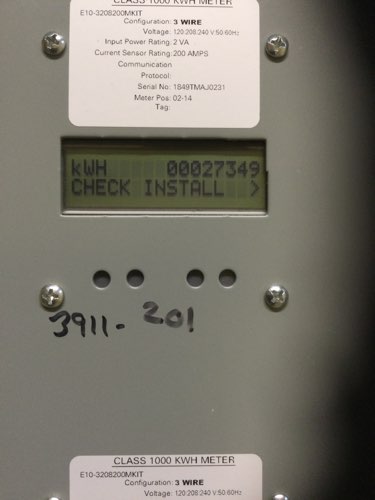 CLASS 1000 KWH METER
E10-3208200MKIT
Configuration: 3 WIRE
Voltage: 120:208:240 V:50-60Hz
Input Power Rating: 2 VA
Current Sensor Rating: 200 AMPS
Communication
Protocol:
Serial No: 1849TMAJ0231
Meter Pos: 02-14
Tag:
kWH 00027349
CHECK INSTALL >
3911-201
CLASS 1000 KWH METER
E10-3208200MKIT
Configuration: 3 WIRE
Voltage: 120:208:240 V:50-60Hz